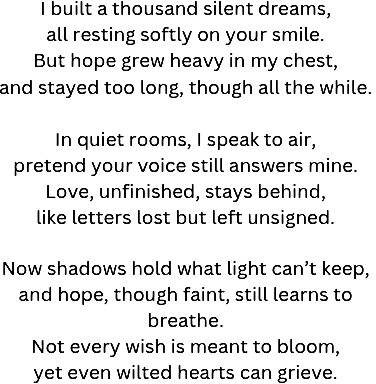 I built a thousand silent dreams,
all resting softly on your smile.
But hope grew heavy in my chest,
and stayed too long, though all the while.
In quiet rooms, I speak to air,
pretend your voice still answers mine.
Love, unfinished, stays behind,
like letters lost but left unsigned.
Now shadows hold what light can’t keep,
and hope, though faint, still learns to
breathe.
Not every wish is meant to bloom,
yet even wilted hearts can grieve.